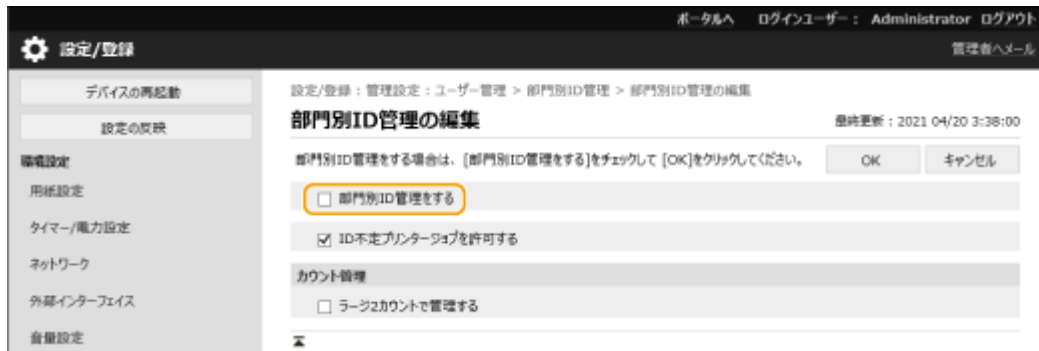 ポータルへ ログインユーザー： Administrator ログアウト
設定/登録
管理者へメール
デバイスの再起動
設定の反映
環境設定
用紙設定
タイマー/電力設定
ネットワーク
外部インターフェイス
音量設定
設定/登録：管理設定：ユーザー管理 > 部門別ID管理 > 部門別ID管理の編集
部門別ID管理の編集
最終更新：2021 04/20 3:38:00
部門別ID管理をする場合は、[部門別ID管理をする]をチェックして [OK]をクリックしてください。
OK キャンセル
部門別ID管理をする
ID不定プリンタージョブを許可する
カウント管理
ラージ2カウントで管理する